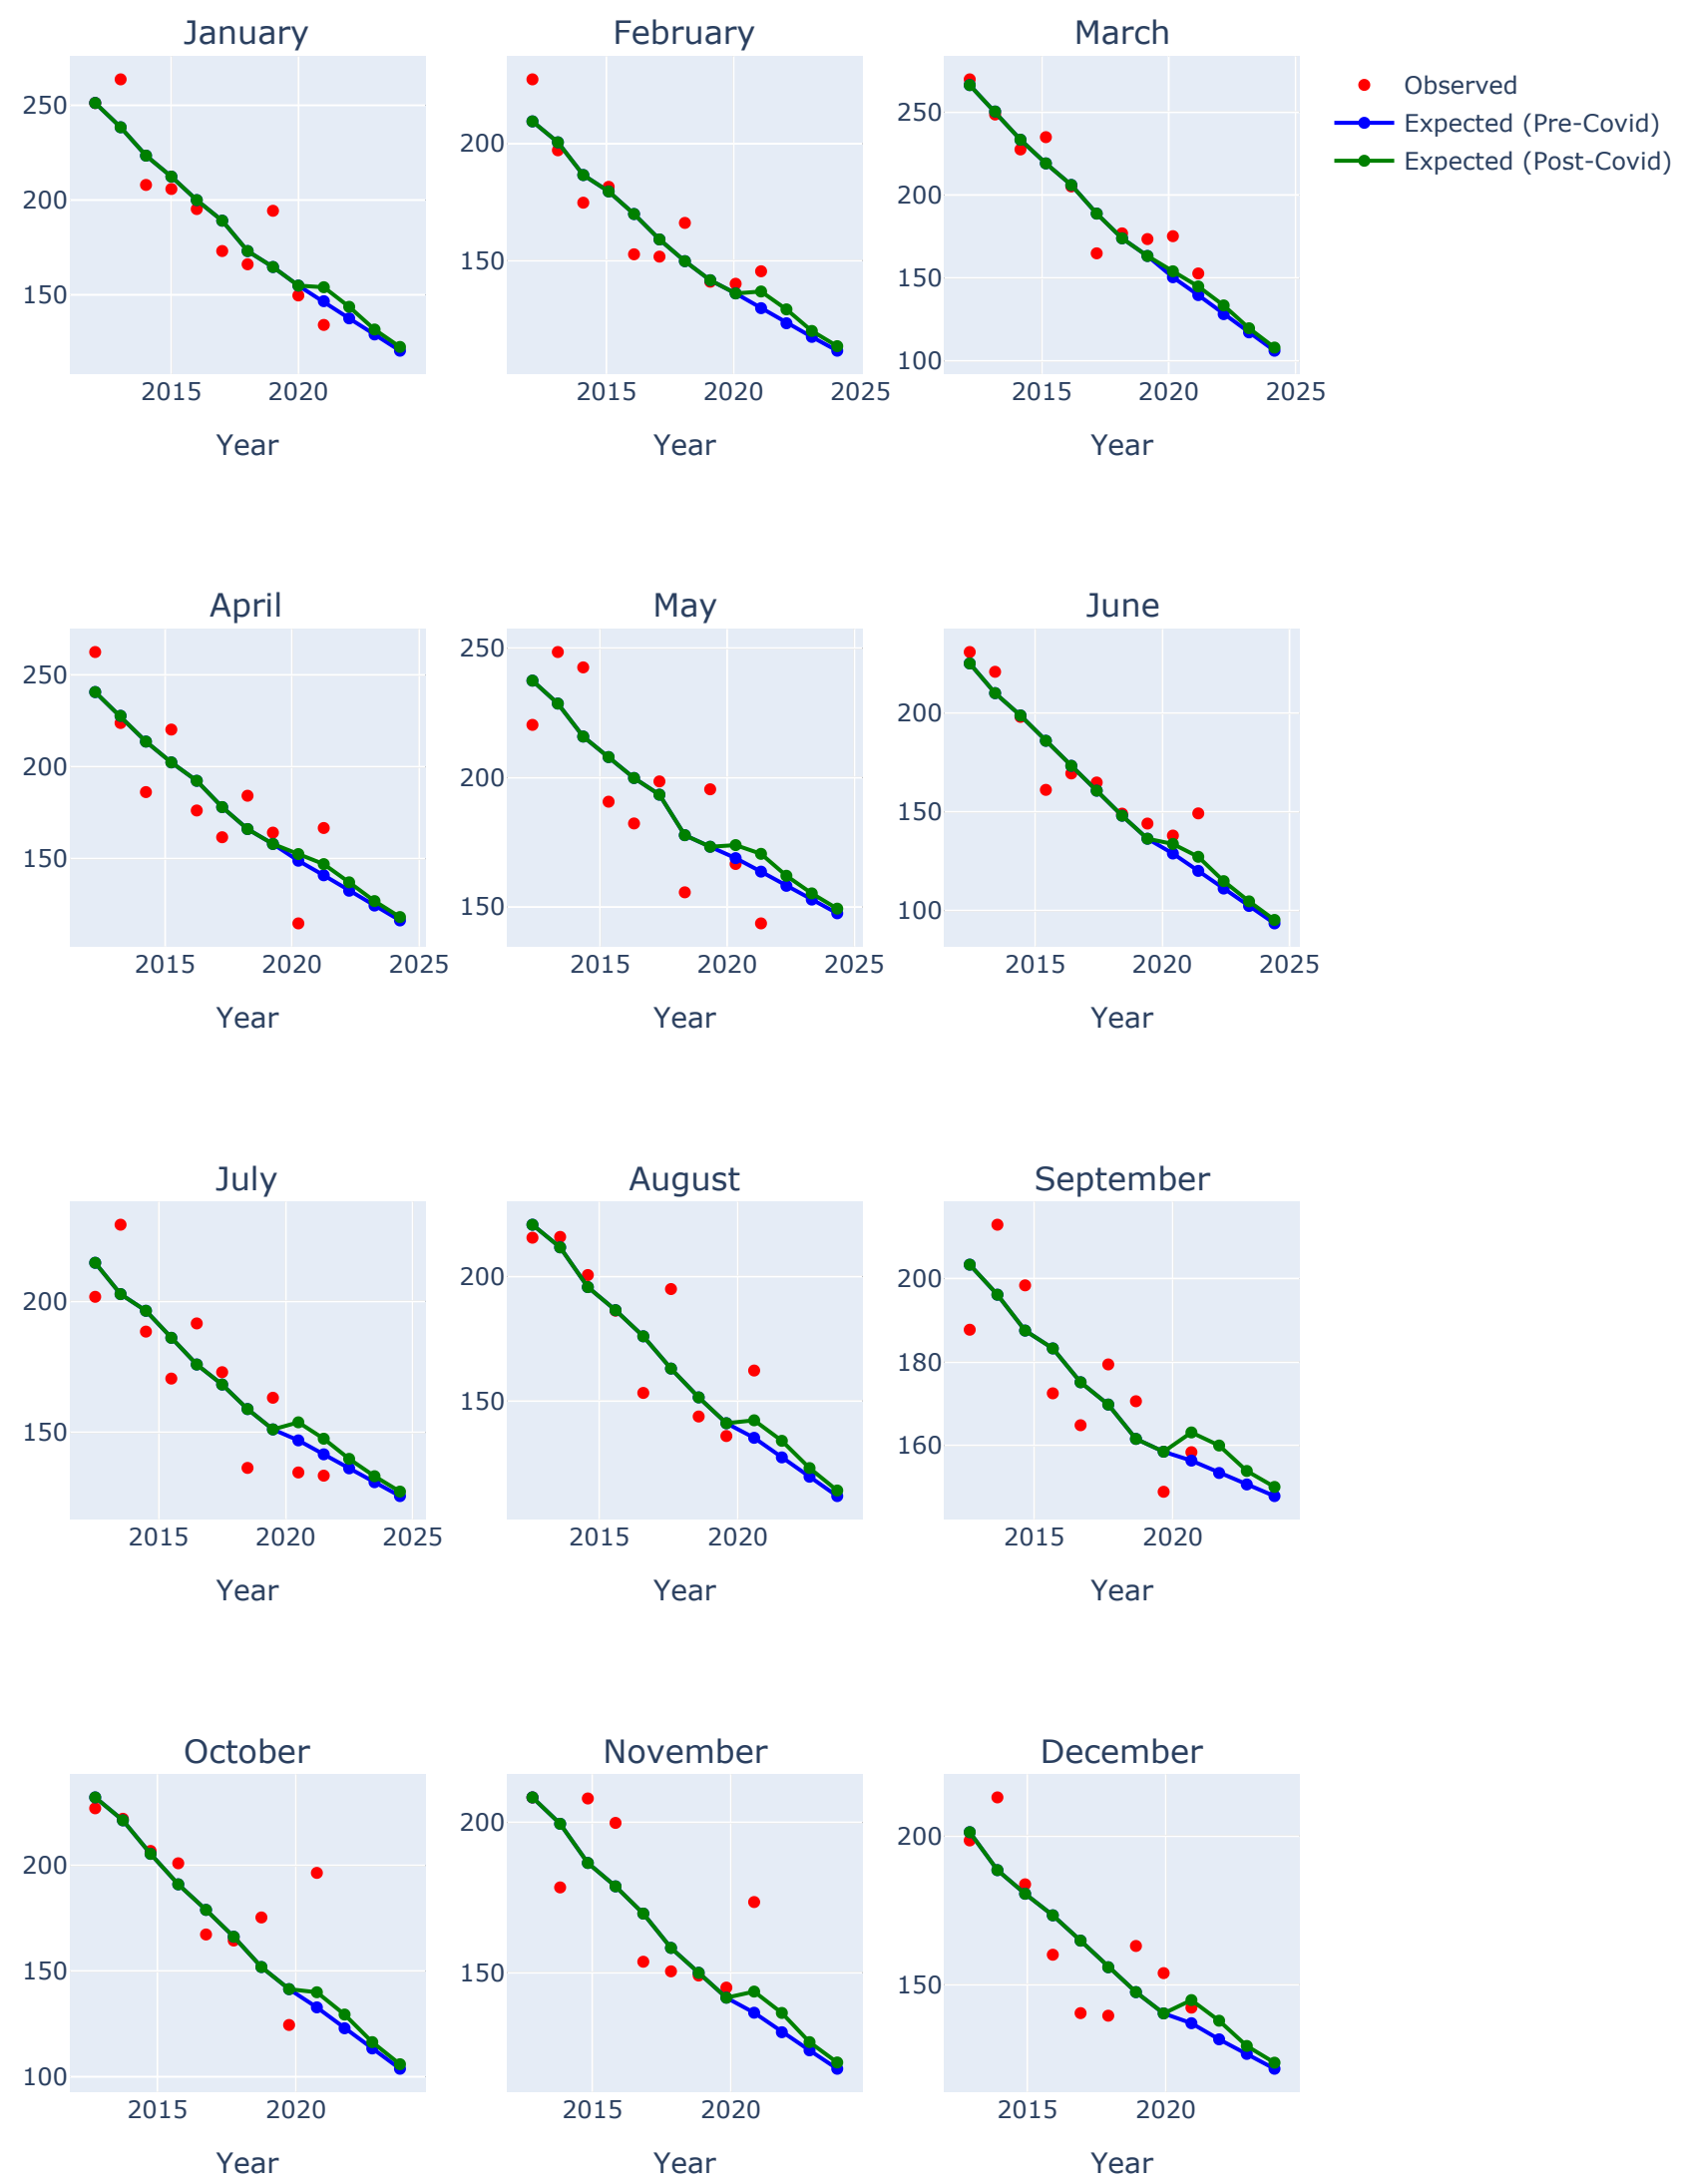 January
February
March
250
200
150
2015
2020
Year
200
150
2015
2020
2025
Year
250
200
150
100
2015
2020
2025
Year
Observed
Expected (Pre-Covid)
Expected (Post-Covid)
April
May
June
250
200
150
2015
2020
2025
Year
250
200
150
2015
2020
2025
Year
200
150
100
2015
2020
2025
Year
July
August
September
200
150
2015
2020
2025
Year
200
150
2015
2020
Year
200
180
160
2015
2020
Year
October
November
December
200
150
100
2015
2020
Year
200
150
2015
2020
Year
200
150
2015
2020
Year